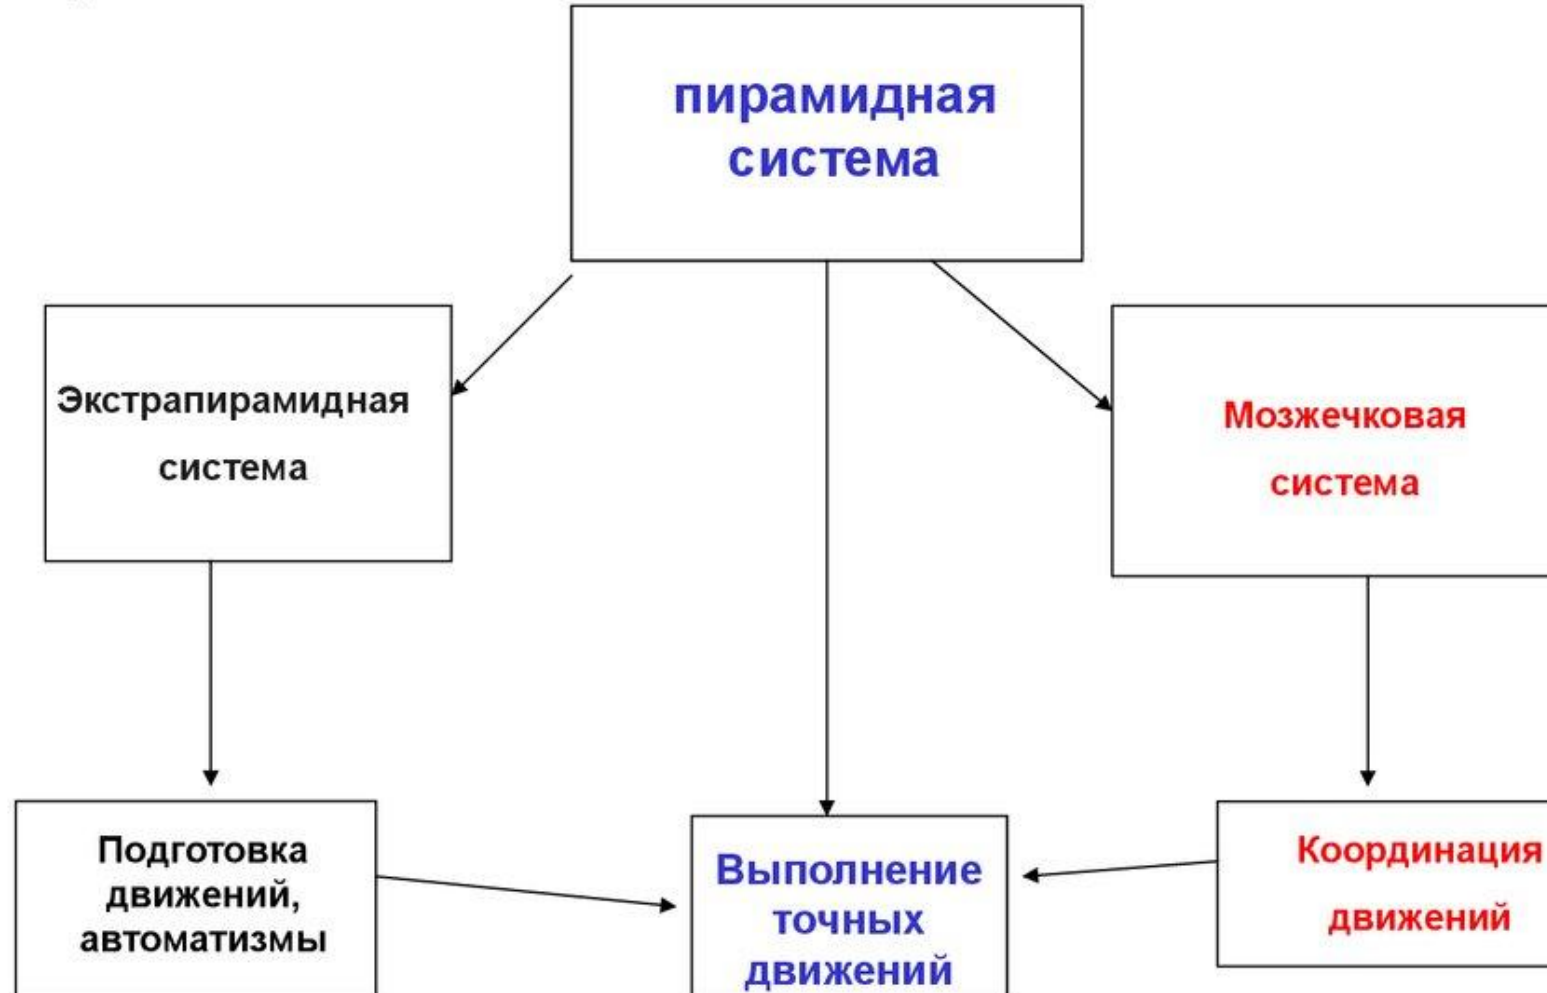 пирамидная
система
Экстрапирамидная
система
Мозжечковая
система
Подготовка
движений,
автоматизмы
Выполнение
точных
движений
Координация
движений